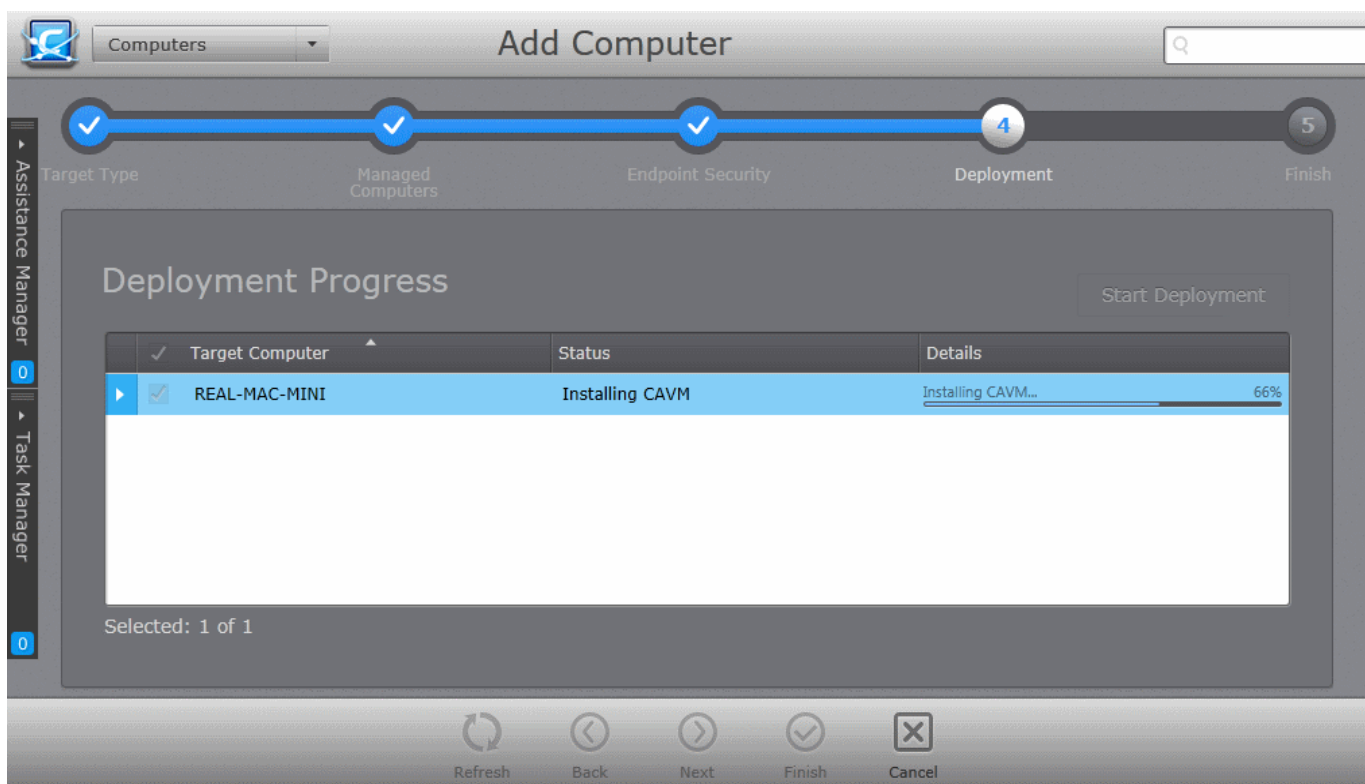 Computers
Add Computer
4
5
Target Type
Managed
Computers
Endpoint Security
Deployment
Finish
Assistance Manager
0
Task Manager
0
Deployment Progress
Start Deployment
Target Computer
Status
Details
REAL-MAC-MINI
Installing CAVM
Installing CAVM...
66%
Selected: 1 of 1
Refresh
Back
Next
Finish
Cancel